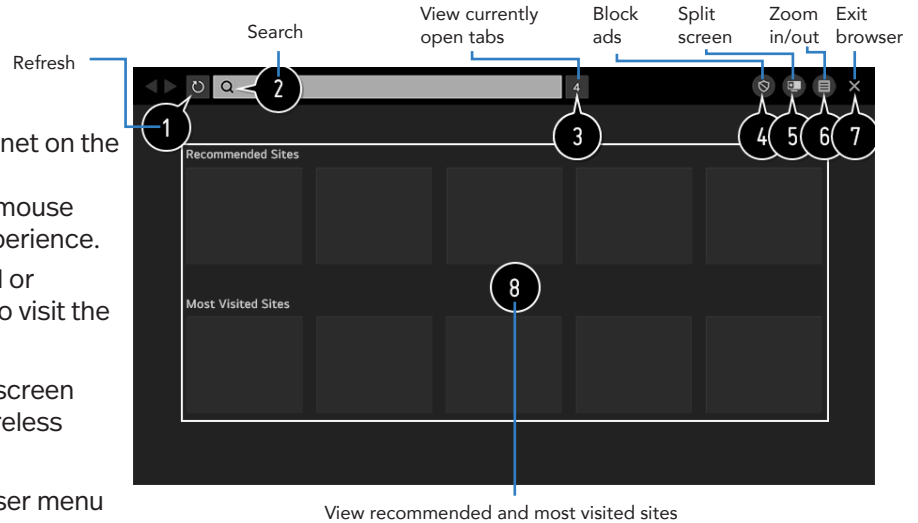 View currently
open tabs
Block
ads
Split
screen
Zoom
in/out
Exit
browser
Search
Refresh
4
1
2
3
4
5
6
7
net on the
mouse
perience.
l or
o visit the
screen
reless
ser menu
Recommended Sites
8
Most Visited Sites
View recommended and most visited sites